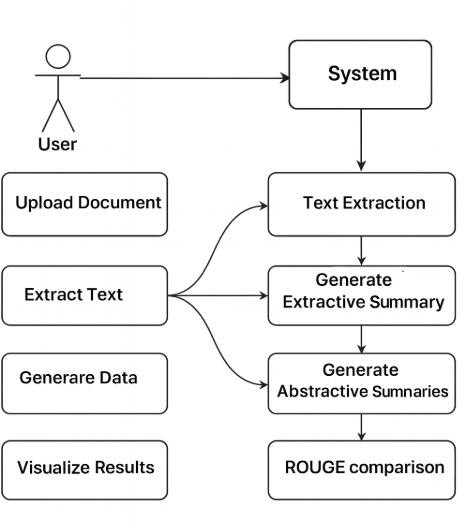 System
User
Upload Document
Text Extraction
Extract Text
Generate
Extractive Summary
Generare Data
Generate
Abstractive Sumnaries
Visualize Results
ROUGE comparison